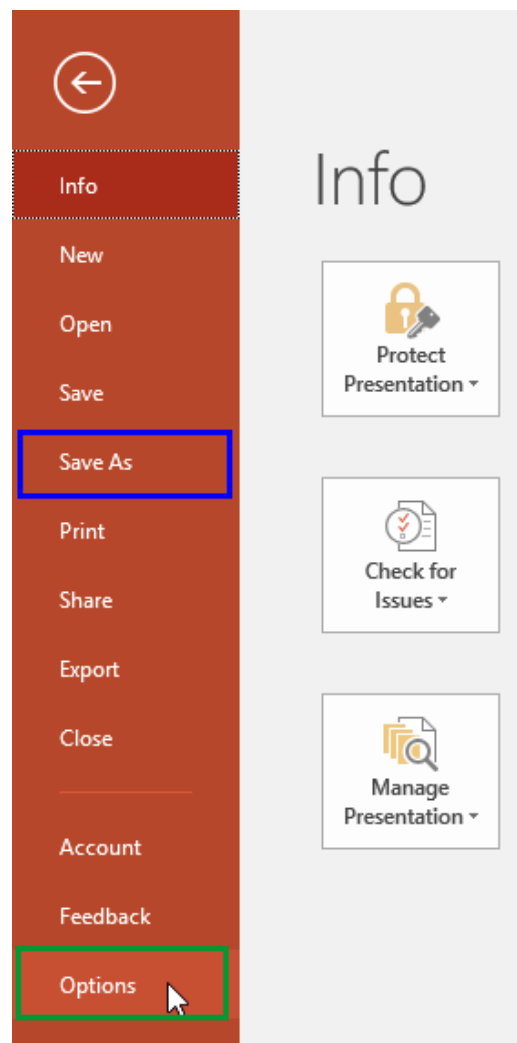 Info
New
Open
Save
Save As
Print
Share
Export
Close
Account
Feedback
Options
Info
Protect
Presentation
Check for
Issues
Manage
Presentation